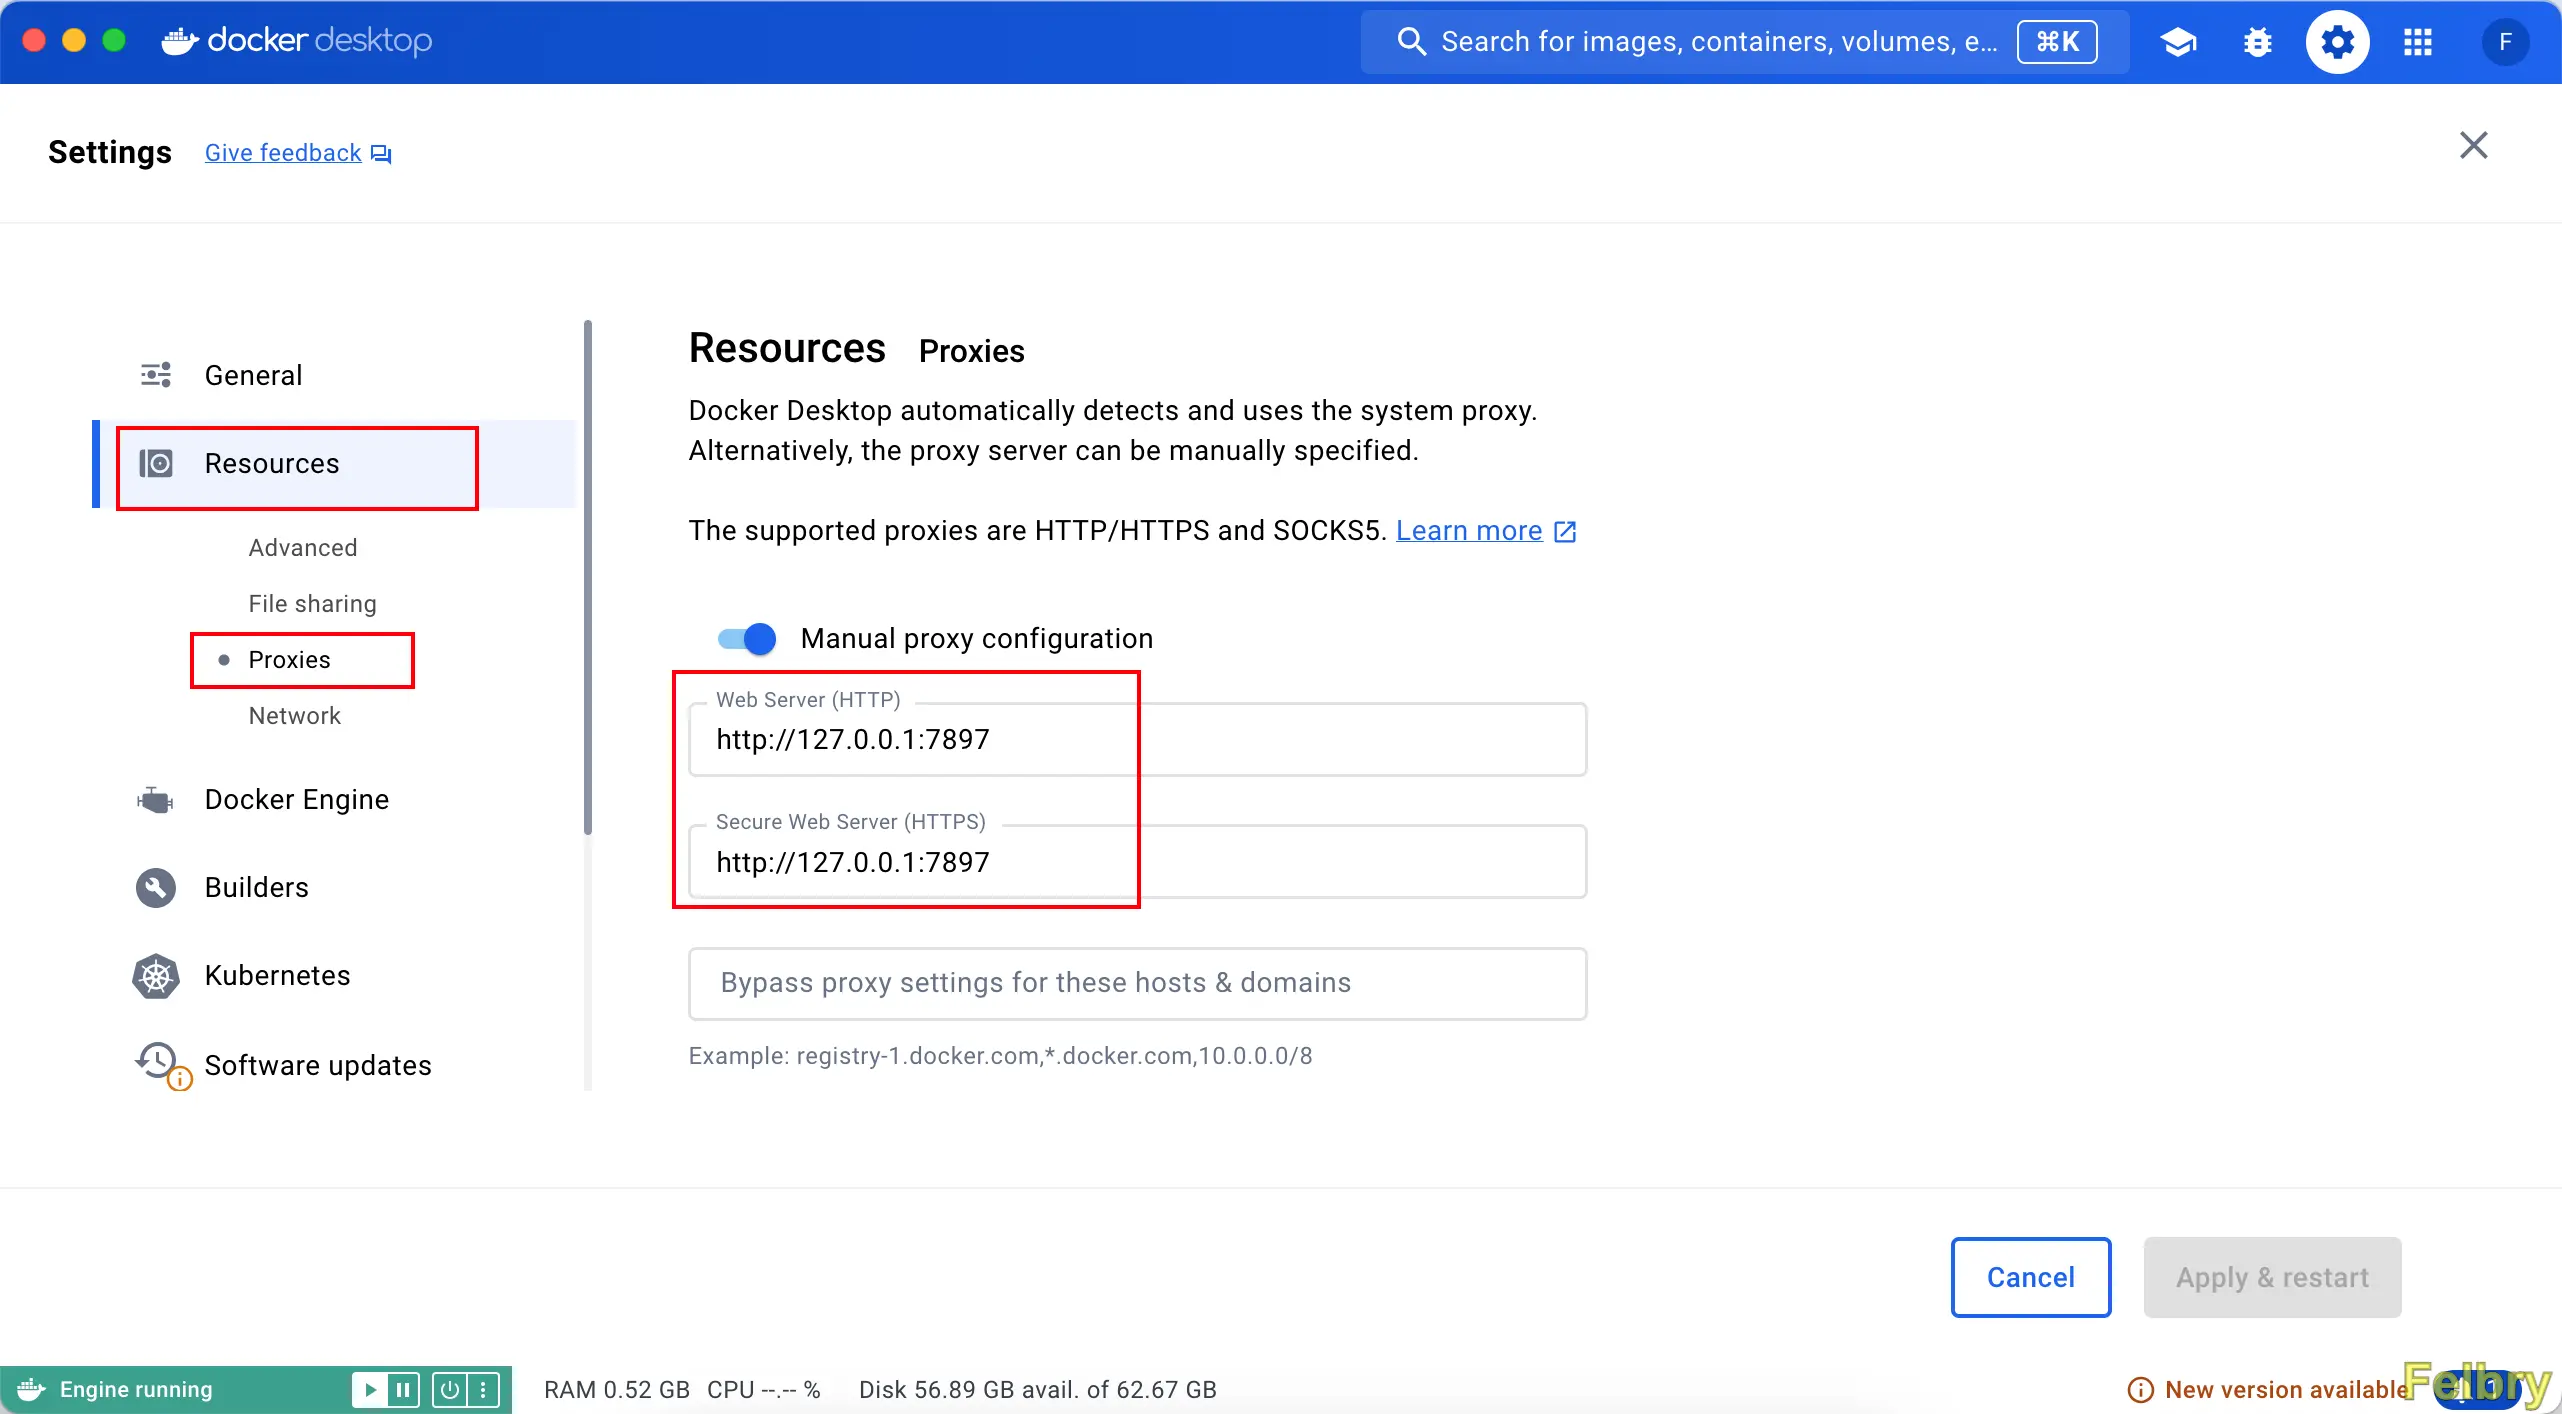 docker desktop
Search for images, containers, volumes, e...
⌘K
F
Settings
Give feedback
General
Resources
Advanced
File sharing
Proxies
Network
Docker Engine
Builders
Kubernetes
Software updates
Resources Proxies
Docker Desktop automatically detects and uses the system proxy.
Alternatively, the proxy server can be manually specified.
The supported proxies are HTTP/HTTPS and SOCKS5. Learn more
Manual proxy configuration
Web Server (HTTP)
http://127.0.0.1:7897
Secure Web Server (HTTPS)
http://127.0.0.1:7897
Bypass proxy settings for these hosts & domains
Example: registry-1.docker.com,*.docker.com,10.0.0.0/8
Cancel
Apply & restart
Engine running
RAM 0.52 GB CPU --.-- %
Disk 56.89 GB avail. of 62.67 GB
New version available
Felbry